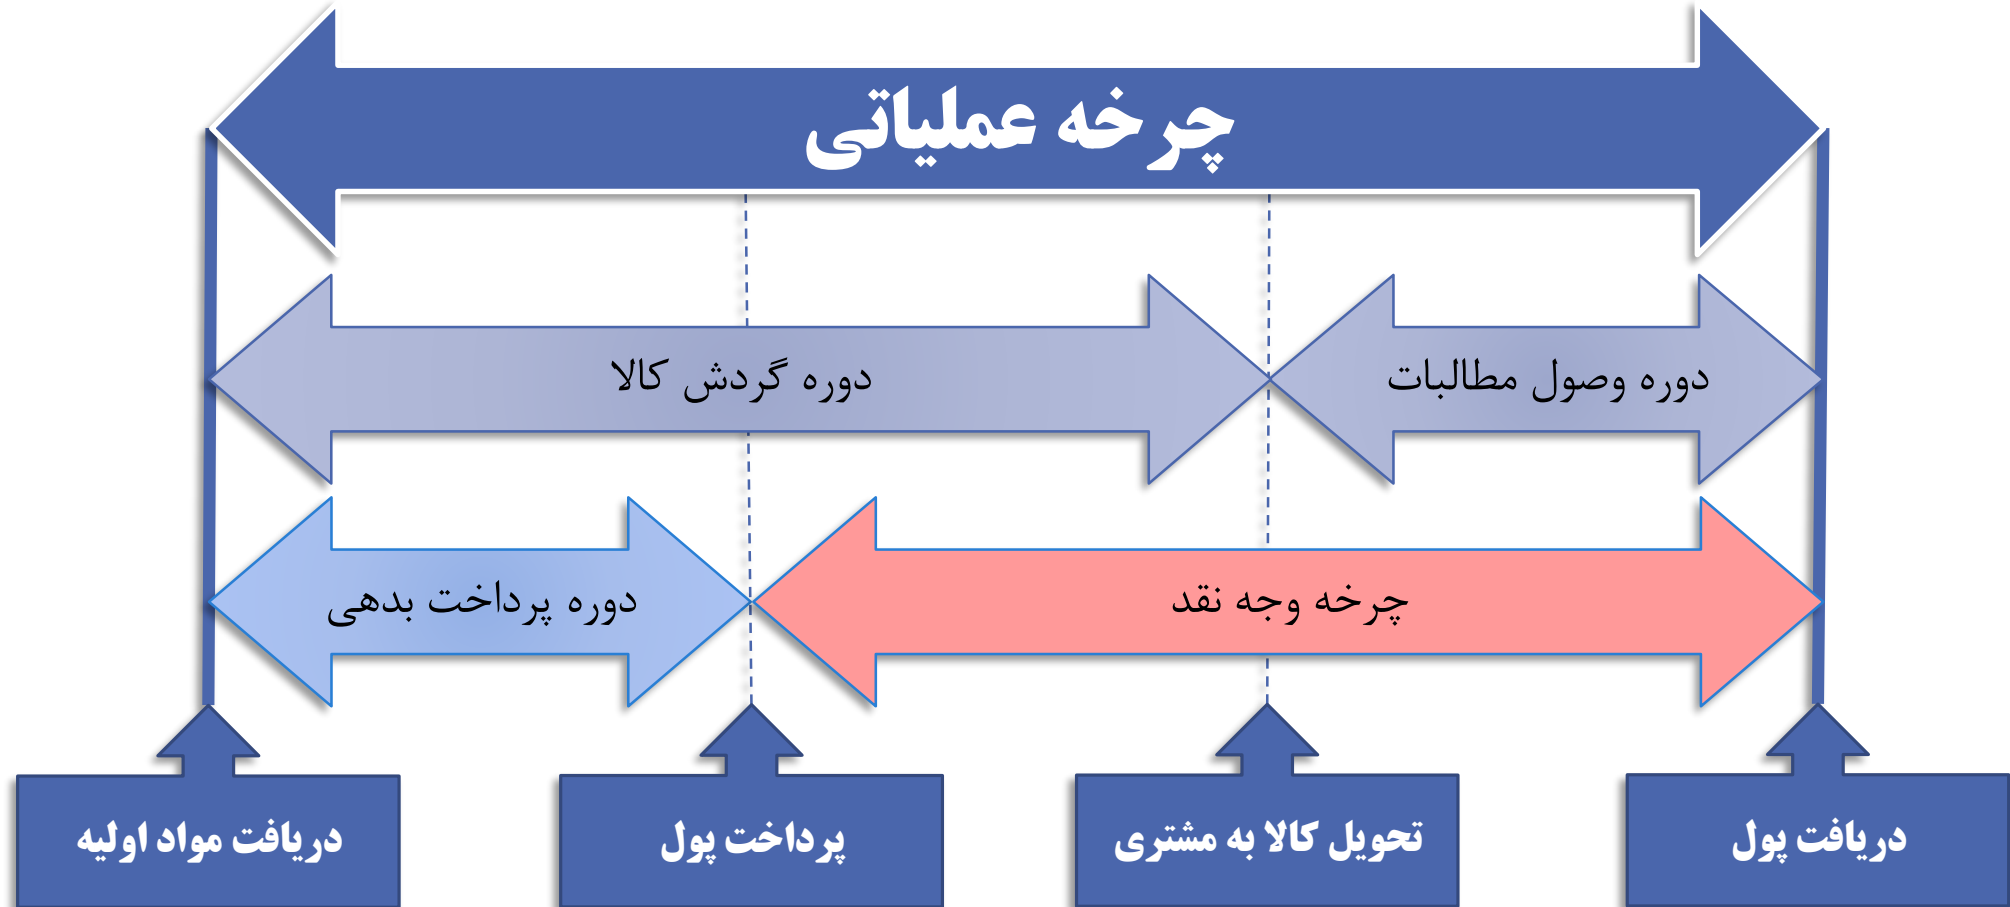 چرخه عملیاتی
دوره وصول مطالبات
دوره گردش کالا
چرخه وجه نقد
دوره پرداخت بدهی
دریافت پول
تحویل کالا به مشتری
پرداخت پول
دریافت مواد اولیه